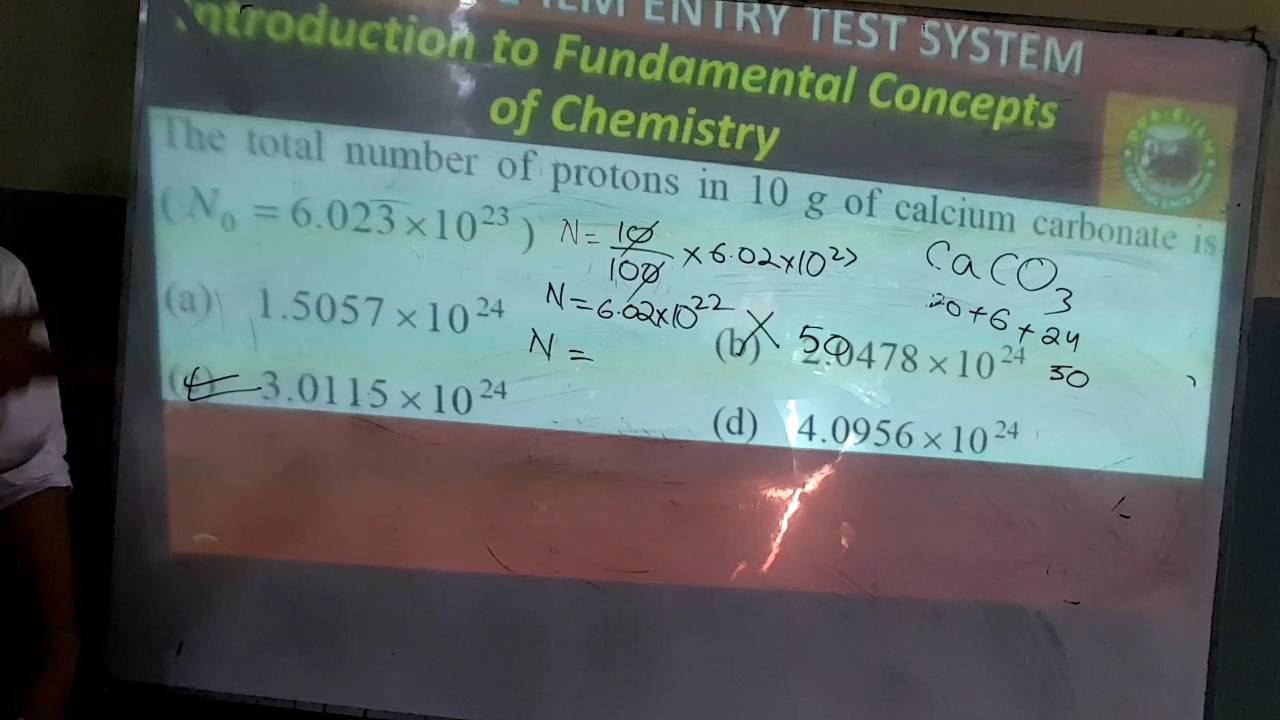 ENTRY TEST SYSTEM
Introduction to Fundamental Concepts
of Chemistry
The total number of protons in 10 g of calcium carbonate is
( N₀ = 6.023 × 10²³ )
N = 10/100 × 6.02 × 10²³
CaCO₃
(a) 1.5057 × 10²⁴
N = 6.02 × 10²² × 50
20 + 6 + 24
N =
(b) 2.0478 × 10²⁴
50
3.0115 × 10²⁴
(d) 4.0956 × 10²⁴